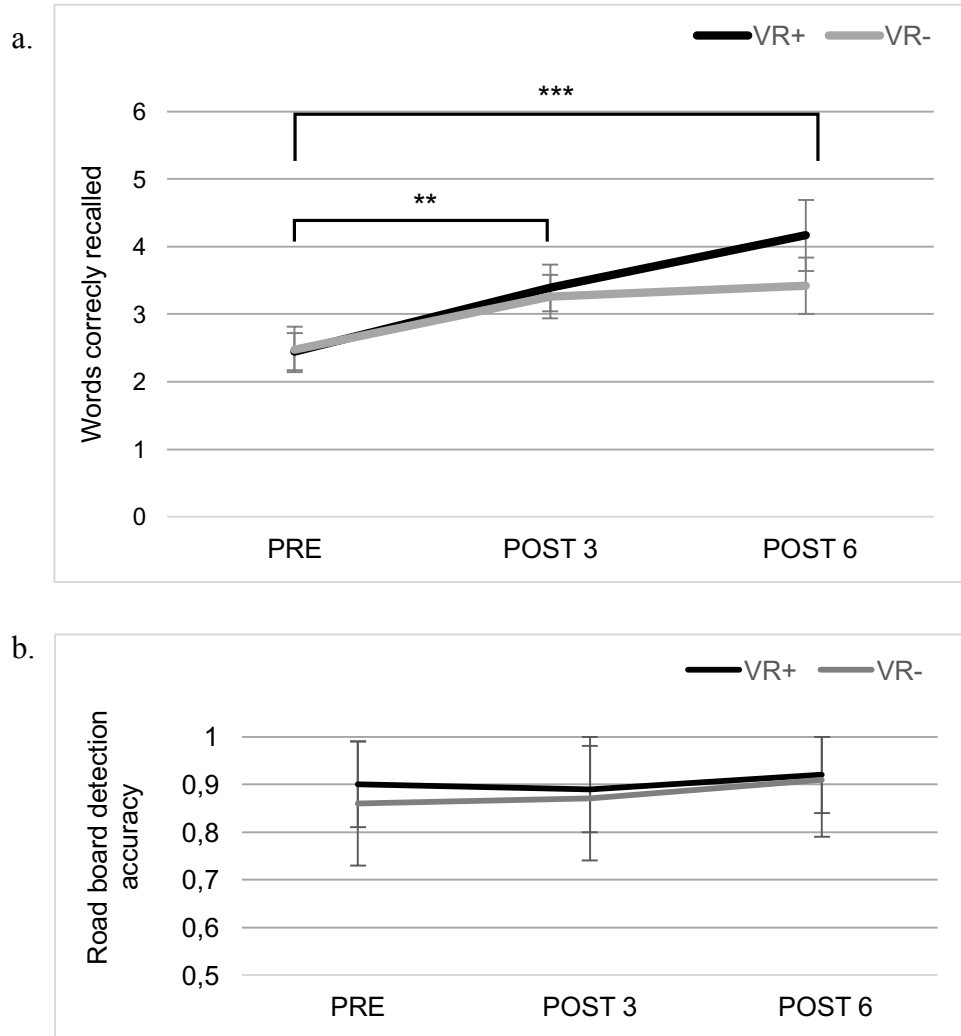 a.
VR+ VR-
***
**
Words correcly recalled
6
5
4
3
2
1
0
PRE POST 3 POST 6
b.
VR+ VR-
Road board detection
accuracy
1
0,9
0,8
0,7
0,6
0,5
PRE POST 3 POST 6